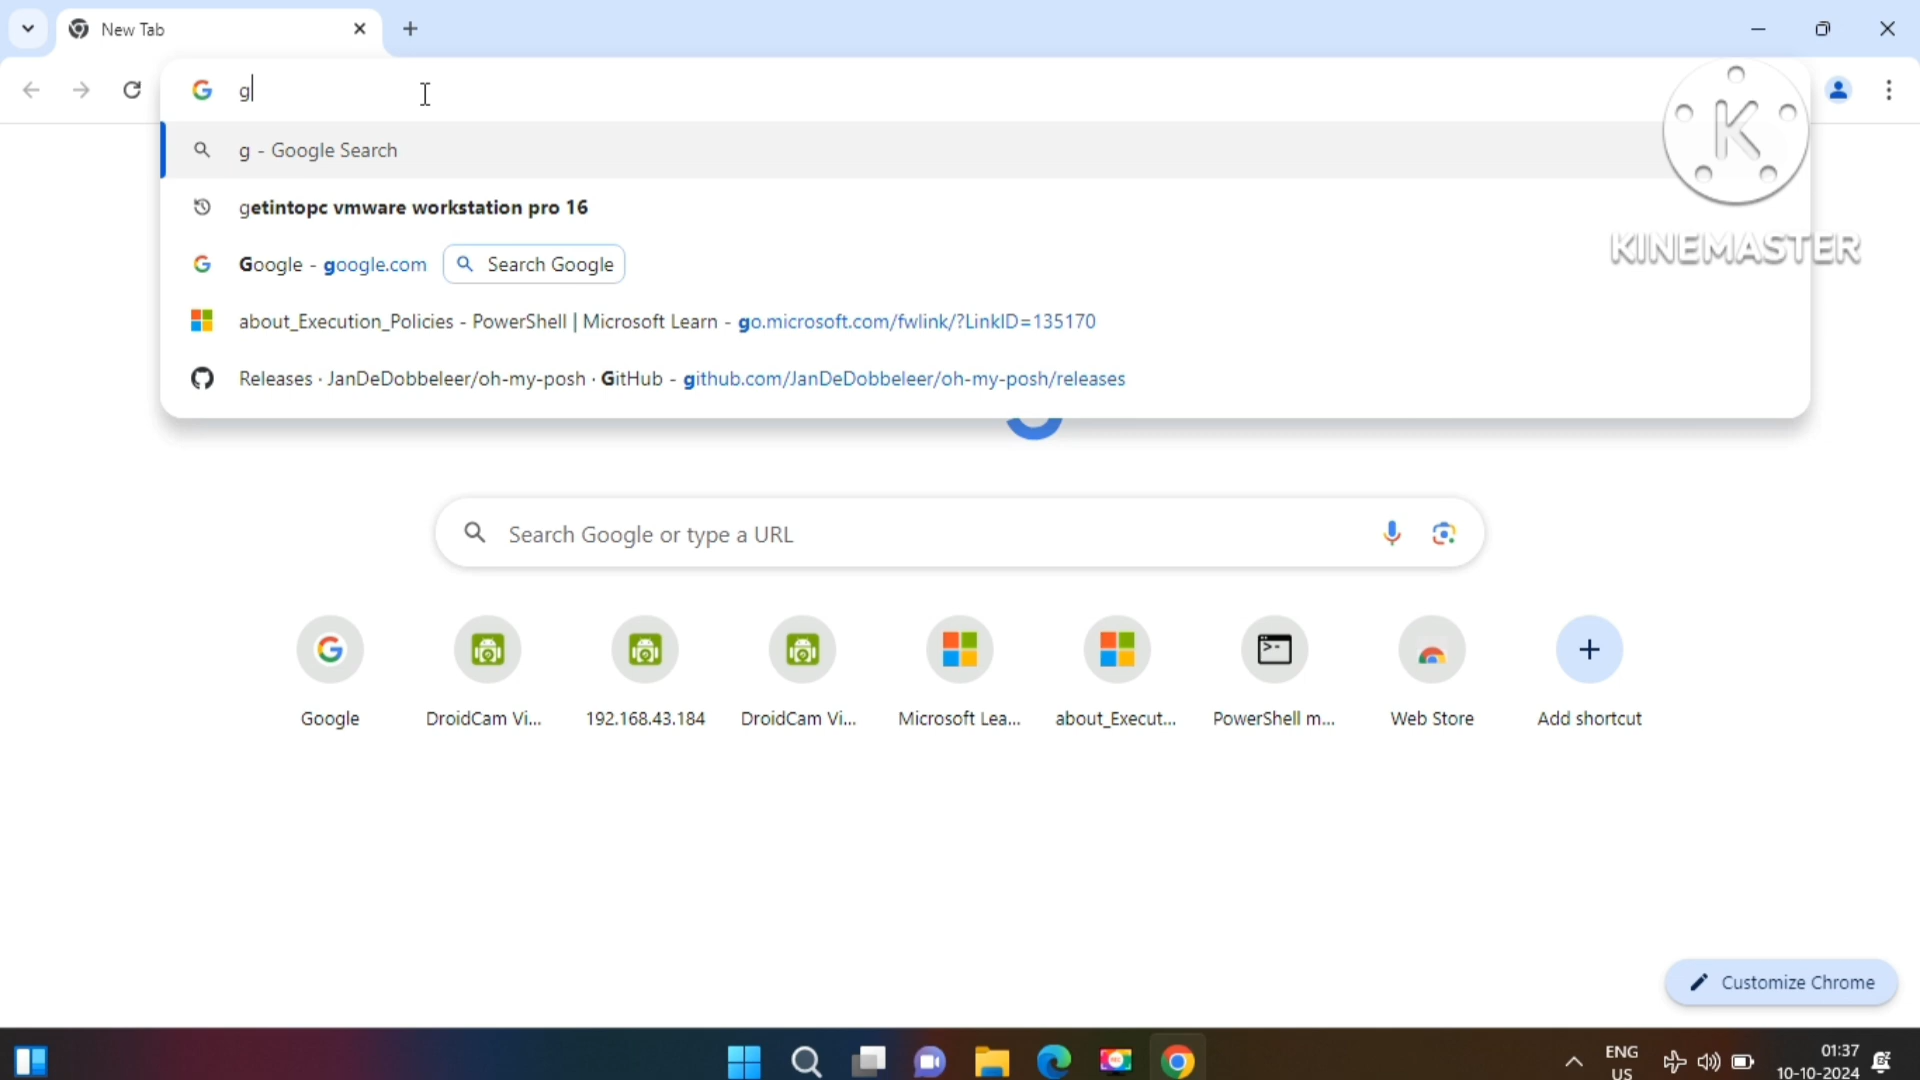 New Tab
g
g - Google Search
getintopc vmware workstation pro 16
Google - google.com Search Google
about_Execution_Policies - PowerShell | Microsoft Learn - go.microsoft.com/fwlink/?LinkID=135170
Releases · JanDeDobbeleer/oh-my-posh · GitHub - github.com/JanDeDobbeleer/oh-my-posh/releases
K
KINEMASTER
Search Google or type a URL
Google
DroidCam Vi...
192.168.43.184
DroidCam Vi...
Microsoft Lea...
about_Execut...
PowerShell m...
Web Store
Add shortcut
Customize Chrome
ENG
US
01:37
10-10-2024